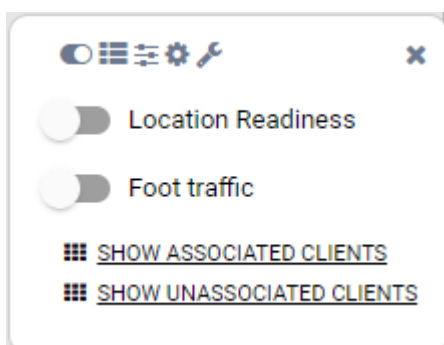 Location Readiness
Foot traffic
SHOW ASSOCIATED CLIENTS
SHOW UNASSOCIATED CLIENTS